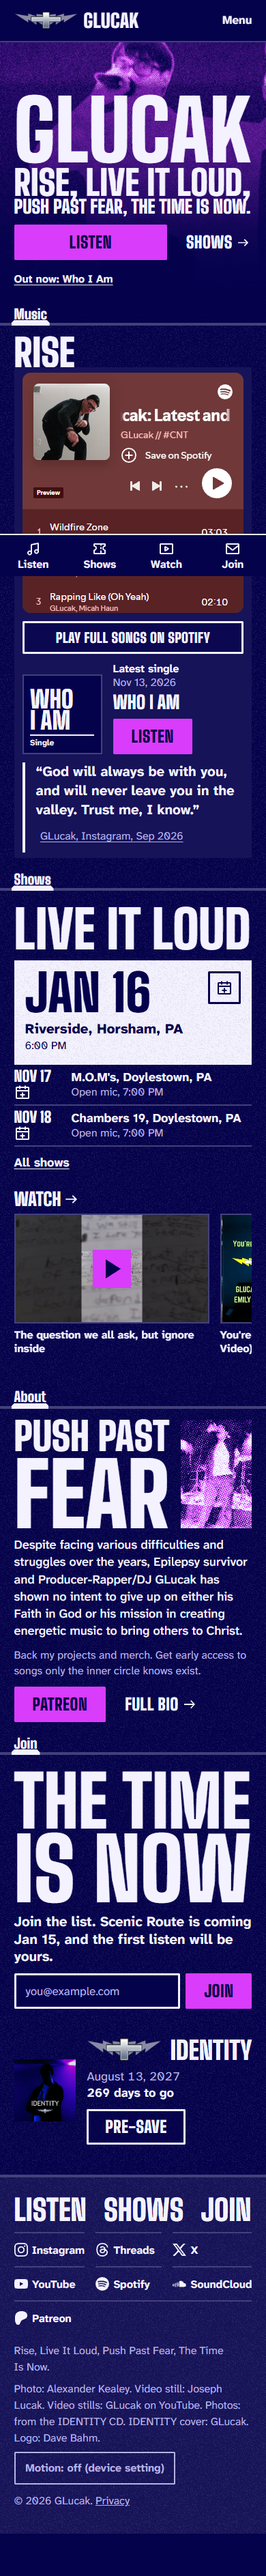 GLUCAK
Menu
GLUCAK
RISE, LIVE IT LOUD,
PUSH PAST FEAR, THE TIME IS NOW.
LISTEN
SHOWS →
Out now: Who I Am
Music
RISE
cak: Latest and
GLucak // #CNT
Save on Spotify
Preview
1 Wildfire Zone 03:03
Listen
Shows
Watch
Join
3 Rapping Like (Oh Yeah) 02:10
GLucak, Micah Haun
PLAY FULL SONGS ON SPOTIFY
WHO
I AM
Single
Latest single
Nov 13, 2026
WHO I AM
LISTEN
“God will always be with you,
and will never leave you in the
valley. Trust me, I know.”
GLucak, Instagram, Sep 2026
Shows
LIVE IT LOUD
JAN 16
Riverside, Horsham, PA
6:00 PM
NOV 17
M.O.M's, Doylestown, PA
Open mic, 7:00 PM
NOV 18
Chambers 19, Doylestown, PA
Open mic, 7:00 PM
All shows
WATCH →
The question we all ask, but ignore
inside
YOU'RE
GLUCA
EMILY
You're
Video)
About
PUSH PAST
FEAR
Despite facing various difficulties and
struggles over the years, Epilepsy survivor
and Producer-Rapper/DJ GLucak has
shown no intent to give up on either his
Faith in God or his mission in creating
energetic music to bring others to Christ.
Back my projects and merch. Get early access to
songs only the inner circle knows exist.
PATREON
FULL BIO →
Join
THE TIME
IS NOW
Join the list. Scenic Route is coming
Jan 15, and the first listen will be
yours.
you@example.com
JOIN
IDENTITY
IDENTITY
August 13, 2027
269 days to go
PRE-SAVE
LISTEN
SHOWS
JOIN
Instagram
Threads
X
YouTube
Spotify
SoundCloud
Patreon
Rise, Live It Loud, Push Past Fear, The Time
Is Now.
Photo: Alexander Kealey. Video still: Joseph
Lucak. Video stills: GLucak on YouTube. Photos:
from the IDENTITY CD. IDENTITY cover: GLucak.
Logo: Dave Bahm.
Motion: off (device setting)
© 2026 GLucak. Privacy